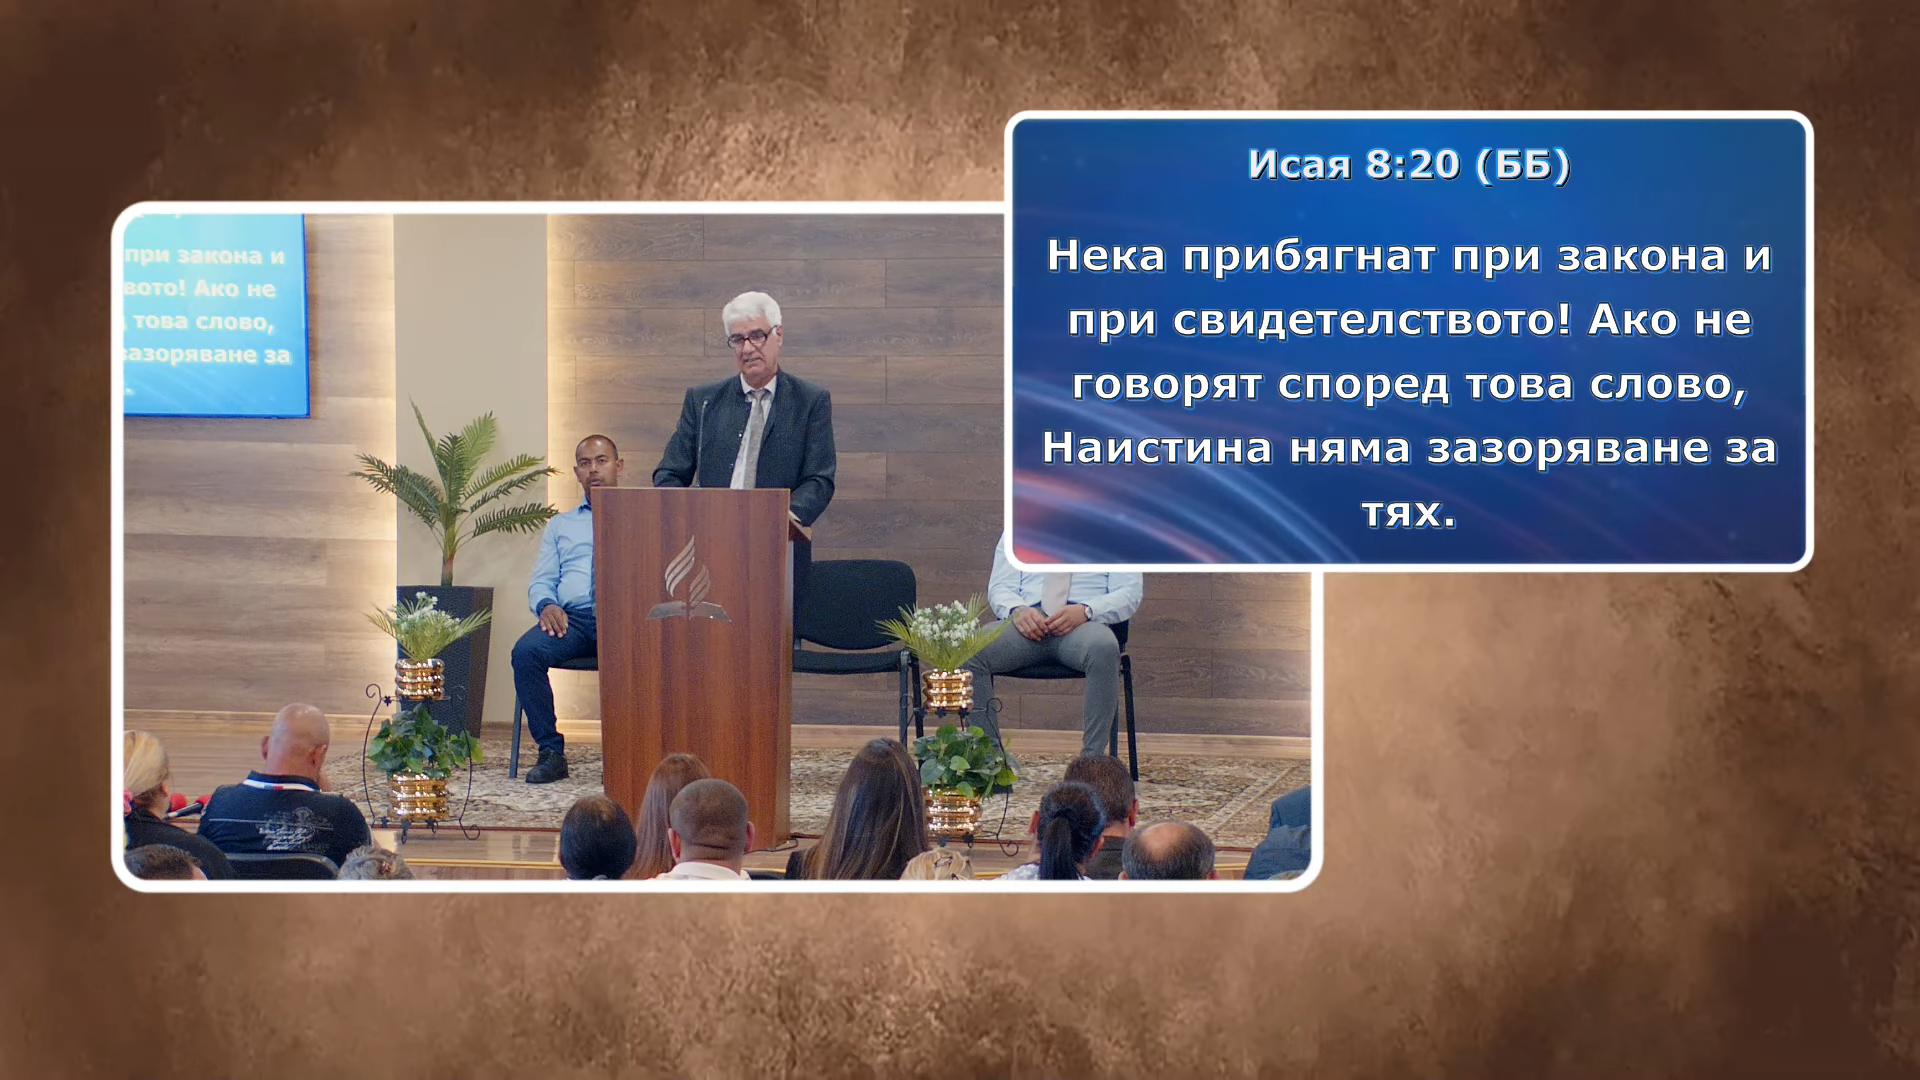 Исая 8:20 (ББ)
Нека прибягнат при закона и
при свидетелството! Ако не
говорят според това слово,
Наистина няма зазоряване за
тях.
при закона и
Ако не
това слово,
зазоряване за